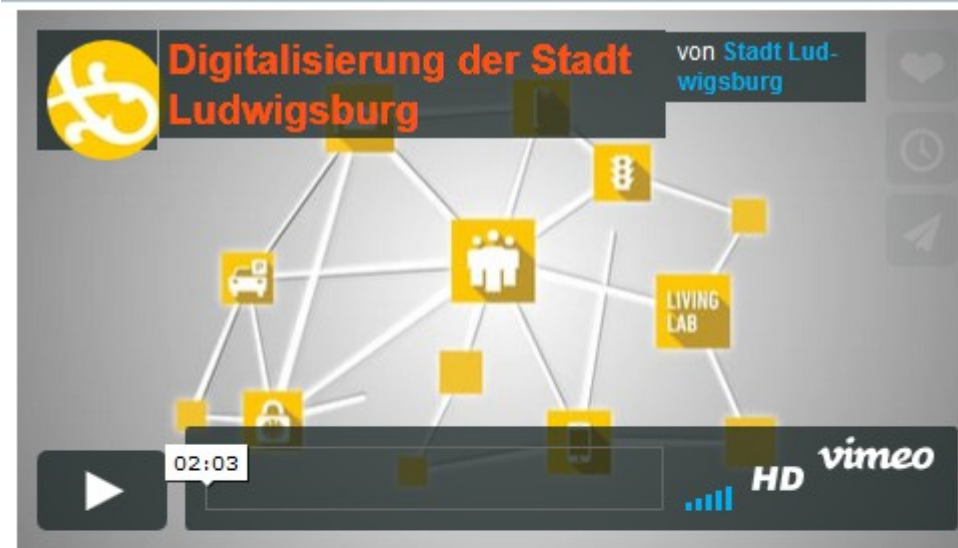 Digitalisierung der Stadt
Ludwigsburg
von Stadt Lud-
wigsburg
P
LIVING
LAB
02:03
HD
vimeo